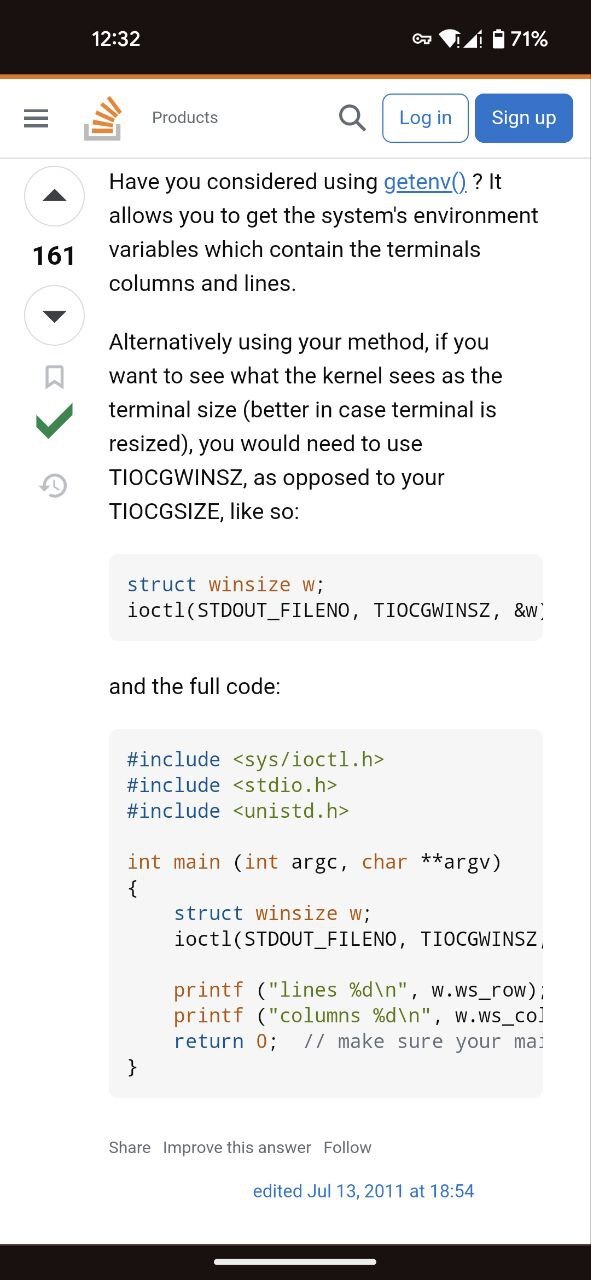 12:32
71%
Products
Log in
Sign up
Have you considered using getenv() ? It
allows you to get the system's environment
161
variables which contain the terminals
columns and lines.
Alternatively using your method, if you
want to see what the kernel sees as the
terminal size (better in case terminal is
resized), you would need to use
TIOCGWINSZ, as opposed to your
TIOCGSIZE, like so:
struct winsize w;
ioctl(STDOUT_FILENO, TIOCGWINSZ, &w)
and the full code:
#include <sys/ioctl.h>
#include <stdio.h>
#include <unistd.h>
int main (int argc, char **argv)
{
    struct winsize w;
    ioctl(STDOUT_FILENO, TIOCGWINSZ,
    printf ("lines %d\n", w.ws_row);
    printf ("columns %d\n", w.ws_col
    return 0;  // make sure your mai
}
Share Improve this answer Follow
edited Jul 13, 2011 at 18:54